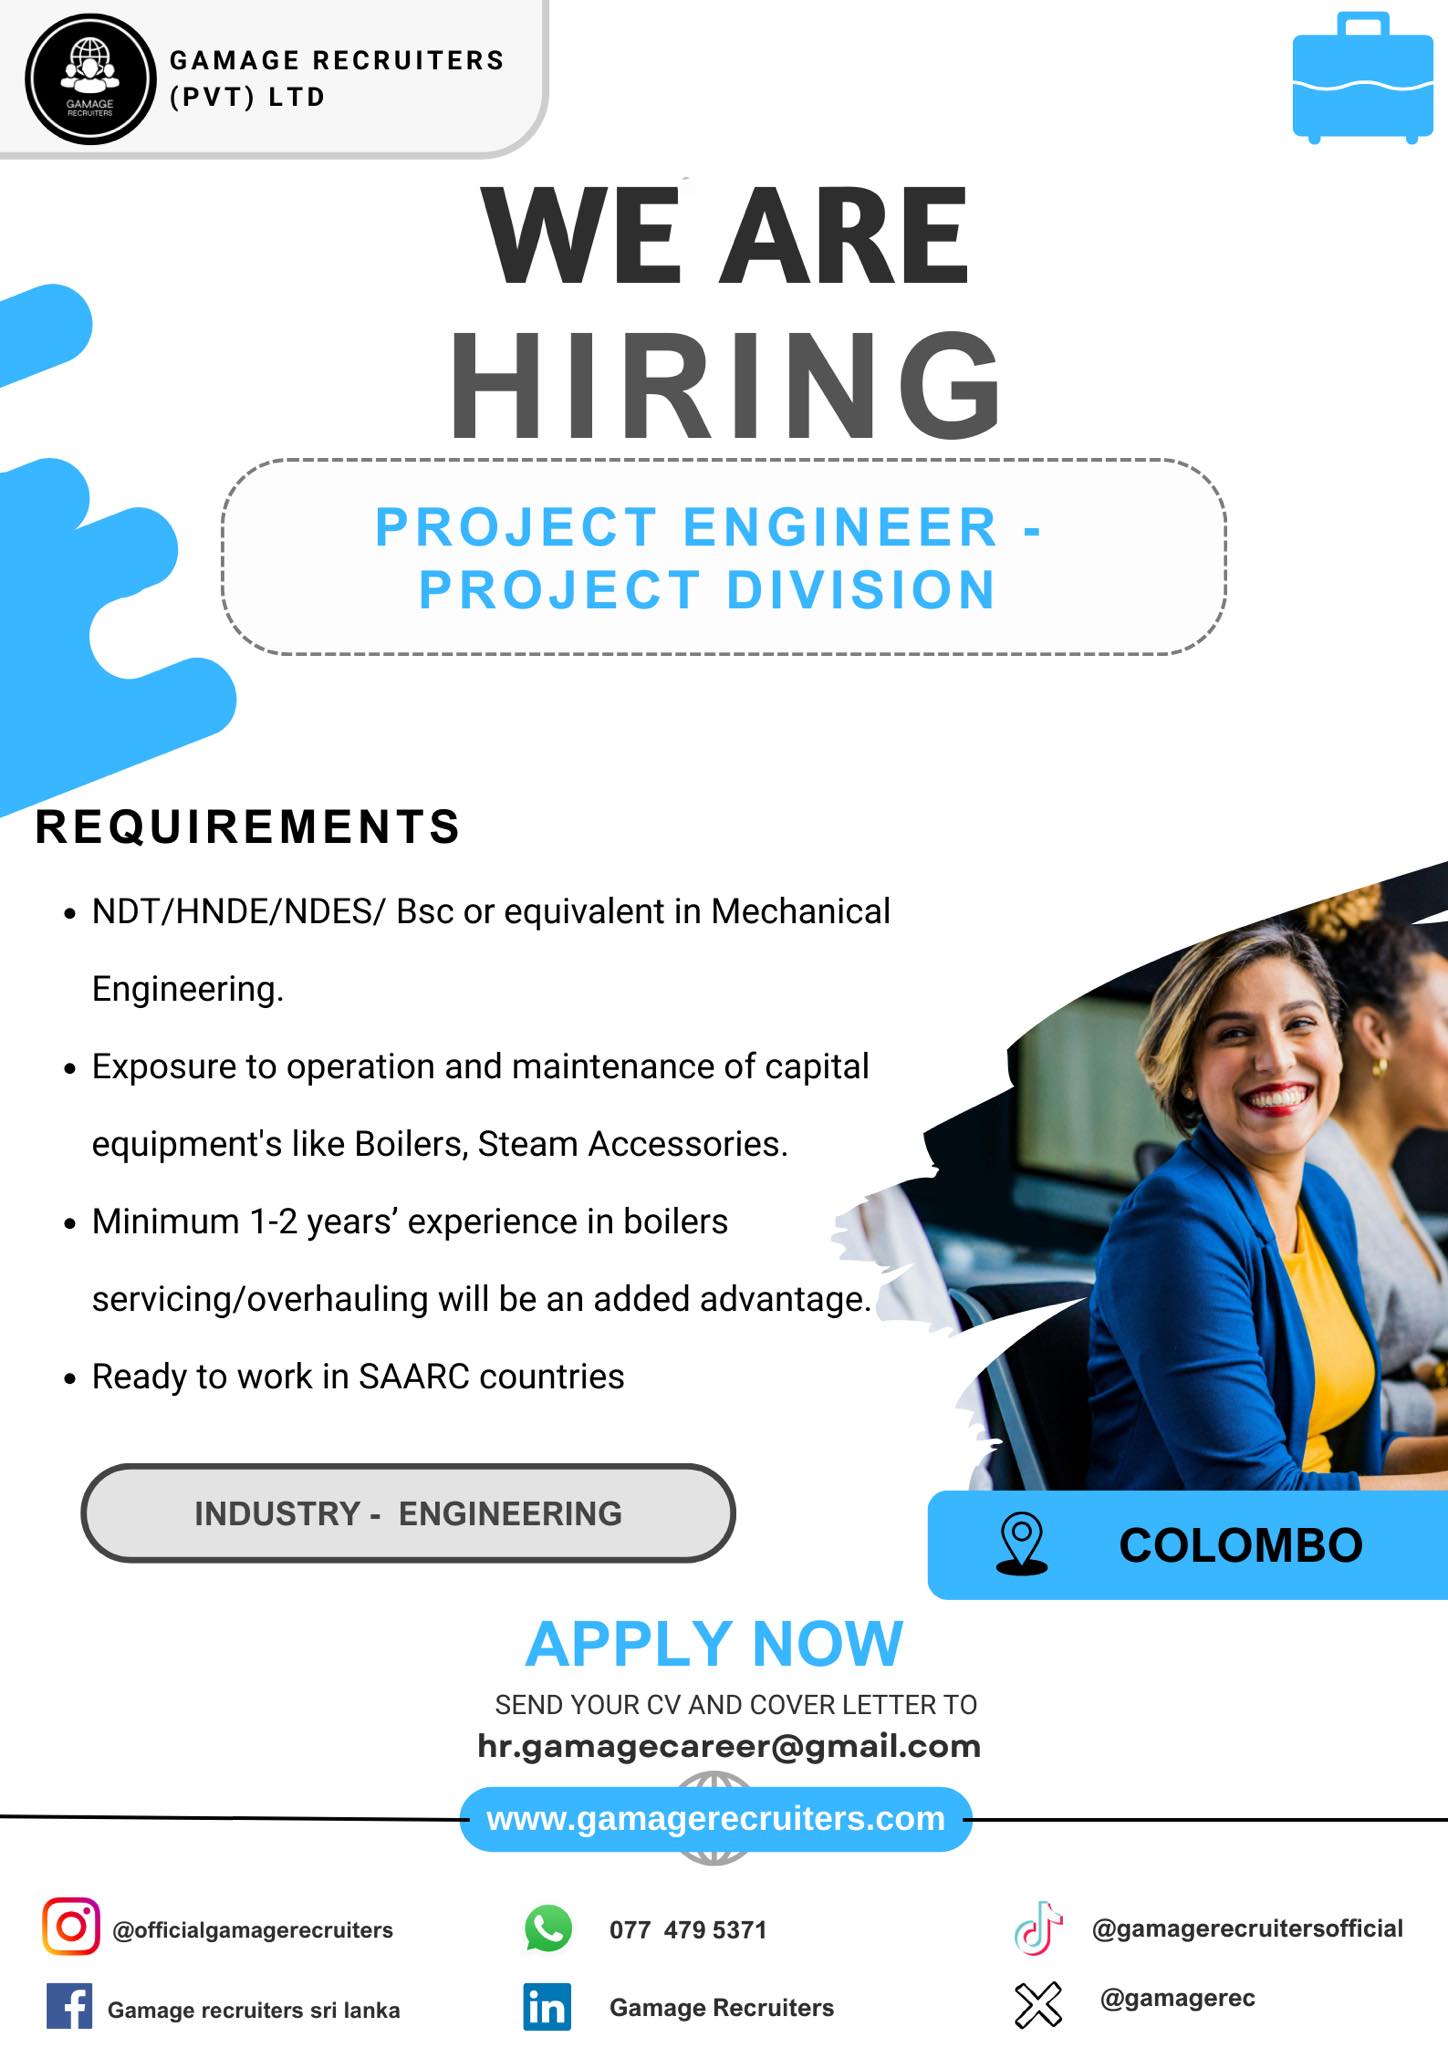 GAMAGE
RECRUITERS
GAMAGE RECRUITERS
(PVT) LTD
WE ARE
HIRING
PROJECT ENGINEER -
PROJECT DIVISION
REQUIREMENTS
• NDT/HNDE/NDES/ Bsc or equivalent in Mechanical
Engineering.
• Exposure to operation and maintenance of capital
equipment's like Boilers, Steam Accessories.
• Minimum 1-2 years’ experience in boilers
servicing/overhauling will be an added advantage.
• Ready to work in SAARC countries
INDUSTRY - ENGINEERING
COLOMBO
APPLY NOW
SEND YOUR CV AND COVER LETTER TO
hr.gamagecareer@gmail.com
www.gamagerecruiters.com
@officialgamagerecruiters
077 479 5371
@gamagerecruitersofficial
Gamage recruiters sri lanka
in
Gamage Recruiters
@gamagerec